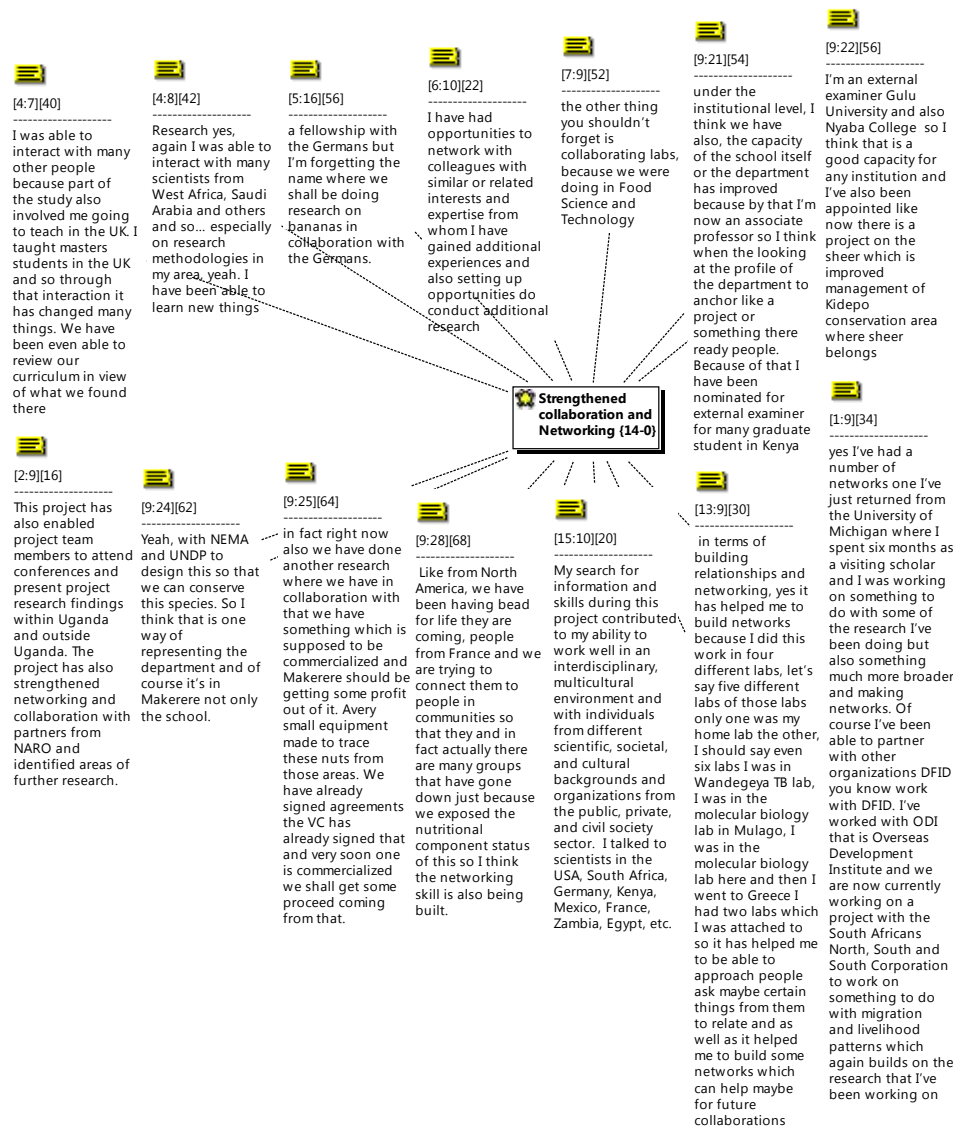 [4:7][40]
--------------------
I was able to
interact with many
other people
because part of
the study also
involved me going
to teach in the UK. I
taught masters
students in the UK
and so through
that interaction it
has changed many
things. We have
been even able to
review our
curriculum in view
of what we found
there
[4:8][42]
--------------------
Research yes,
again I was able to
interact with many
scientists from
West Africa, Saudi
Arabia and others
and so... especially
on research
methodologies in
my area, yeah. I
have been able to
learn new things
[5:16][56]
--------------------
a fellowship with
the Germans but
I'm forgetting the
name where we
shall be doing
research on
bananas in
collaboration with
the Germans.
[6:10][22]
--------------------
I have had
opportunities to
network with
colleagues with
similar or related
interests and
expertise from
whom I have
gained additional
experiences and
also setting up
opportunities do
conduct additional
research
[7:9][52]
--------------------
the other thing
you shouldn't
forget is
collaborating labs,
because we were
doing in Food
Science and
Technology
[9:21][54]
--------------------
under the
institutional level, I
think we have
also, the capacity
of the school itself
or the department
has improved
because by that I'm
now an associate
professor so I think
when the looking
at the profile of
the department to
anchor like a
project or
something there
ready people.
Because of that I
have been
nominated for
external examiner
for many graduate
student in Kenya
[9:22][56]
--------------------
I'm an external
examiner Gulu
University and also
Nyaba College  so I
think that is a
good capacity for
any institution and
I've also been
appointed like
now there is a
project on the
sheer which is
improved
management of
Kidepo
conservation area
where sheer
belongs
Strengthened
collaboration and
Networking {14-0}
[2:9][16]
--------------------
This project has
also enabled
project team
members to attend
conferences and
present project
research findings
within Uganda
and outside
Uganda. The
project has also
strengthened
networking and
collaboration with
partners from
NARO and
identified areas of
further research.
[9:24][62]
--------------------
Yeah, with NEMA
and UNDP to
design this so that
we can conserve
this species. So I
think that is one
way of
representing the
department and of
course it's in
Makerere not only
the school.
[9:25][64]
--------------------
in fact right now
also we have done
another research
where we have in
collaboration with
that we have
something which is
supposed to be
commercialized and
Makerere should be
getting some profit
out of it. Avery
small equipment
made to trace
these nuts from
those areas. We
have already
signed agreements
the VC has
already signed that
and very soon one
is commercialized
we shall get some
proceed coming
from that.
[9:28][68]
--------------------
Like from North
America, we have
been having bead
for life they are
coming, people
from France and we
are trying to
connect them to
people in
communities so
that they and in
fact actually there
are many groups
that have gone
down just because
we exposed the
nutritional
component status
of this so I think
the networking
skill is also being
built.
[15:10][20]
--------------------
My search for
information and
skills during this
project contributed
to my ability to
work well in an
interdisciplinary,
multicultural
environment and
with individuals
from different
scientific, societal,
and cultural
backgrounds and
organizations from
the public, private,
and civil society
sector.  I talked to
scientists in the
USA, South Africa,
Germany, Kenya,
Mexico, France,
Zambia, Egypt, etc.
[13:9][30]
--------------------
in terms of
building
relationships and
networking, yes it
has helped me to
build networks
because I did this
work in four
different labs, let's
say five different
labs of those labs
only one was my
home lab the other,
I should say even
six labs I was in
Wandegeya TB lab,
I was in the
molecular biology
lab in Mulago, I
was in the
molecular biology
lab here and then I
went to Greece I
had two labs which
I was attached to
so it has helped me
to be able to
approach people
ask maybe certain
things from them
to relate and as
well as it helped
me to build some
networks which
can help maybe
for future
collaborations
[1:9][34]
--------------------
yes I've had a
number of
networks one I've
just returned from
the University of
Michigan where I
spent six months as
a visiting scholar
and I was working
on something to
do with some of
the research I've
been doing but
also something
much more broader
and making
networks. Of
course I've been
able to partner
with other
organizations DFID
you know work
with DFID. I've
worked with ODI
that is Overseas
Development
Institute and we
are now currently
working on a
project with the
South Africans
North, South and
South Corporation
to work on
something to do
with migration
and livelihood
patterns which
again builds on the
research that I've
been working on